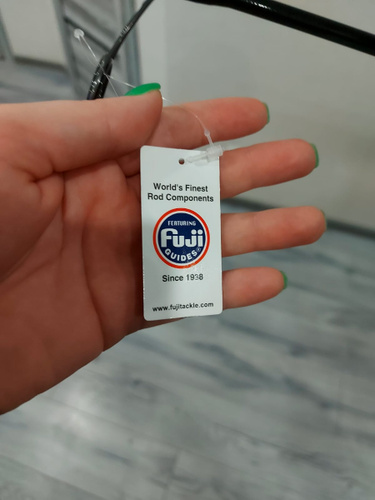 World's Finest
Rod Components
FEATURING
Fuji
GUIDES®
Since 1938
www.fujitackle.com